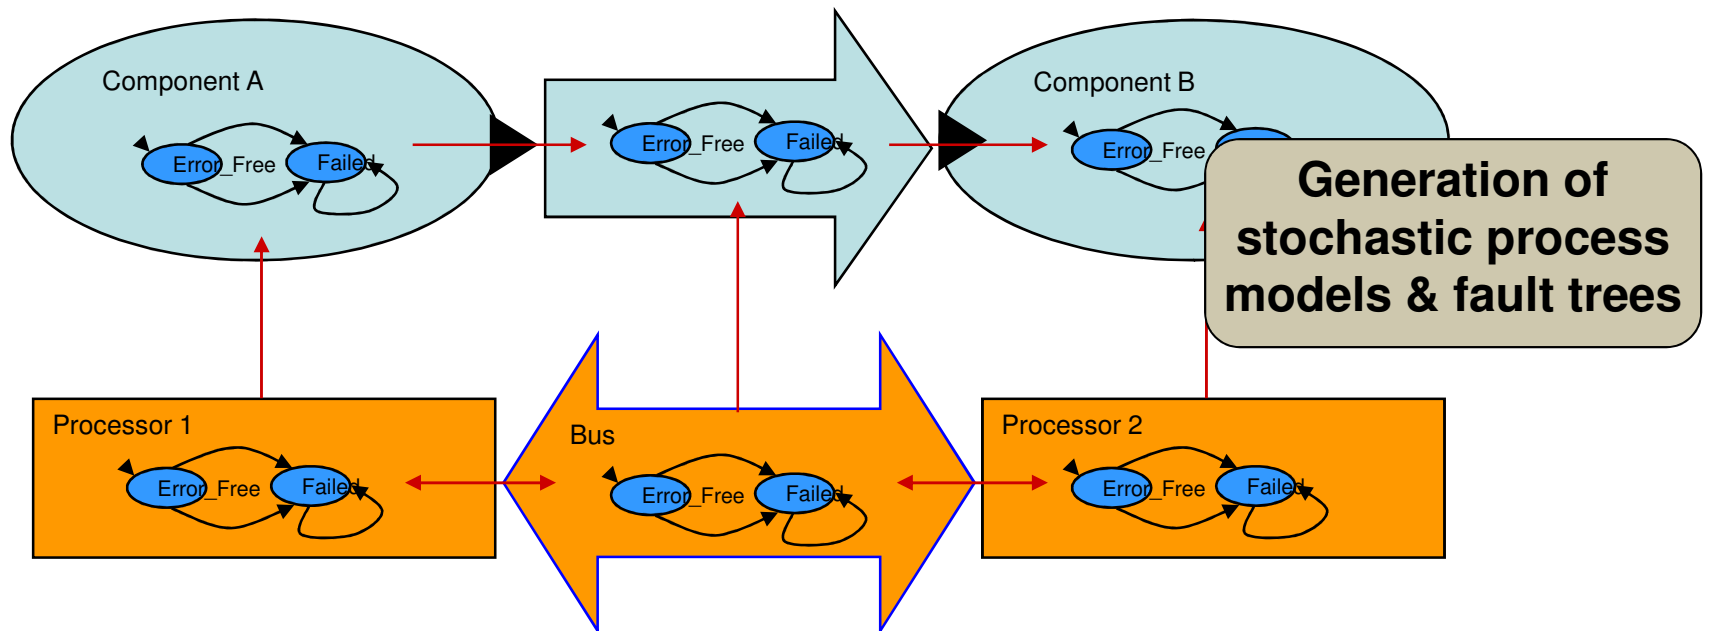 Component A
Error_Free
Failed
Error_Free
Failed
Component B
Error_Free
Generation of
stochastic process
models & fault trees
Processor 1
Error_Free
Failed
Bus
Error_Free
Failed
Processor 2
Error_Free
Failed